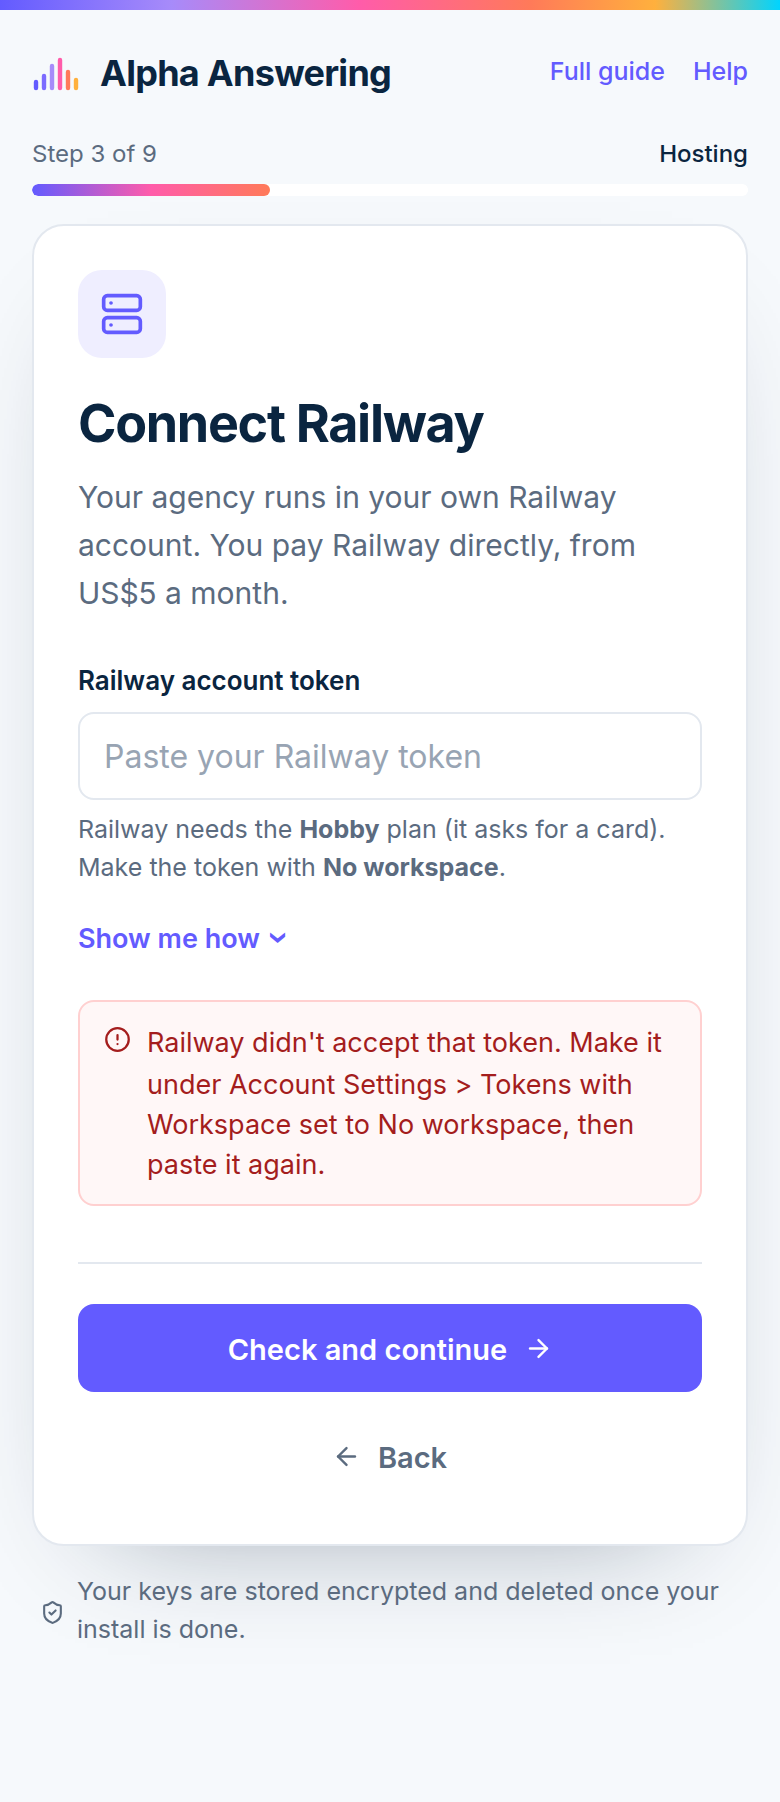 Alpha Answering
Full guide
Help
Step 3 of 9
Hosting
Connect Railway
Your agency runs in your own Railway
account. You pay Railway directly, from
US$5 a month.
Railway account token
Paste your Railway token
Railway needs the Hobby plan (it asks for a card).
Make the token with No workspace.
Show me how
Railway didn't accept that token. Make it
under Account Settings > Tokens with
Workspace set to No workspace, then
paste it again.
Check and continue
Back
Your keys are stored encrypted and deleted once your
install is done.